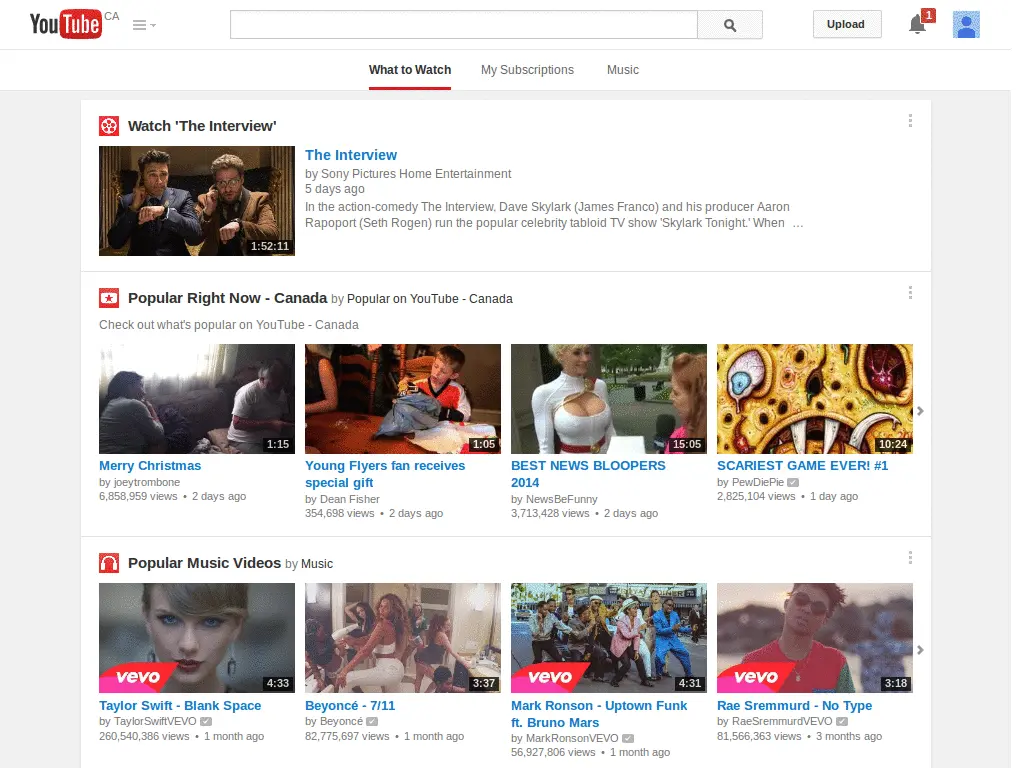 YouTube CA
Upload
1
What to Watch My Subscriptions Music
Watch 'The Interview'
The Interview
by Sony Pictures Home Entertainment
5 days ago
In the action-comedy The Interview, Dave Skylark (James Franco) and his producer Aaron
Rapoport (Seth Rogen) run the popular celebrity tabloid TV show 'Skylark Tonight.' When ...
1:52:11
Popular Right Now - Canada by Popular on YouTube - Canada
Check out what's popular on YouTube - Canada
1:15
Merry Christmas
by joeytrombone
6,858,959 views • 2 days ago
1:05
Young Flyers fan receives
special gift
by Dean Fisher
354,698 views • 2 days ago
15:05
BEST NEWS BLOOPERS
2014
by NewsBeFunny
3,713,428 views • 2 days ago
10:24
SCARIEST GAME EVER! #1
by PewDiePie
2,825,104 views • 1 day ago
Popular Music Videos by Music
vevo
4:33
Taylor Swift - Blank Space
by TaylorSwiftVEVO
260,540,386 views • 1 month ago
3:37
Beyoncé - 7/11
by Beyoncé
82,775,697 views • 1 month ago
vevo
4:31
Mark Ronson - Uptown Funk
ft. Bruno Mars
by MarkRonsonVEVO
56,927,806 views • 1 month ago
vevo
3:18
Rae Sremmurd - No Type
by RaeSremmurdVEVO
81,566,363 views • 3 months ago